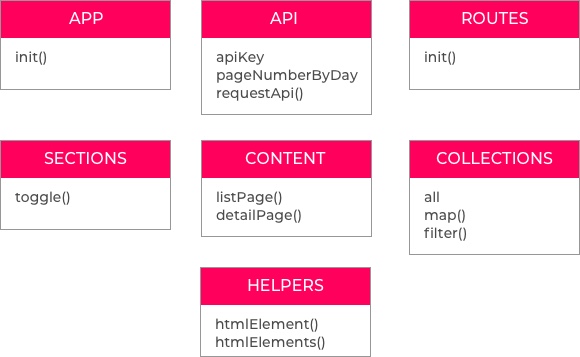 APP
init()
API
apiKey
pageNumberByDay
requestApi()
ROUTES
init()
SECTIONS
toggle()
CONTENT
listPage()
detailPage()
COLLECTIONS
all
map()
filter()
HELPERS
htmlElement()
htmlElements()